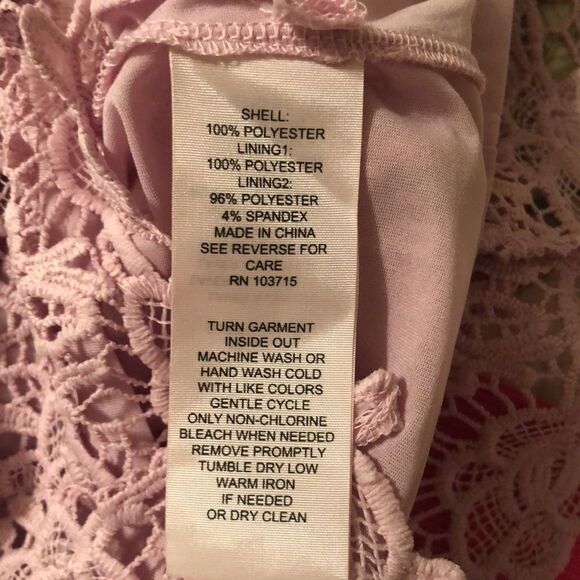 SHELL:
100% POLYESTER
LINING1:
100% POLYESTER
LINING2:
96% POLYESTER
4% SPANDEX
MADE IN CHINA
SEE REVERSE FOR
CARE
RN 103715
TURN GARMENT
INSIDE OUT
MACHINE WASH OR
HAND WASH COLD
WITH LIKE COLORS
GENTLE CYCLE
ONLY NON-CHLORINE
BLEACH WHEN NEEDED
REMOVE PROMPTLY
TUMBLE DRY LOW
WARM IRON
IF NEEDED
OR DRY CLEAN